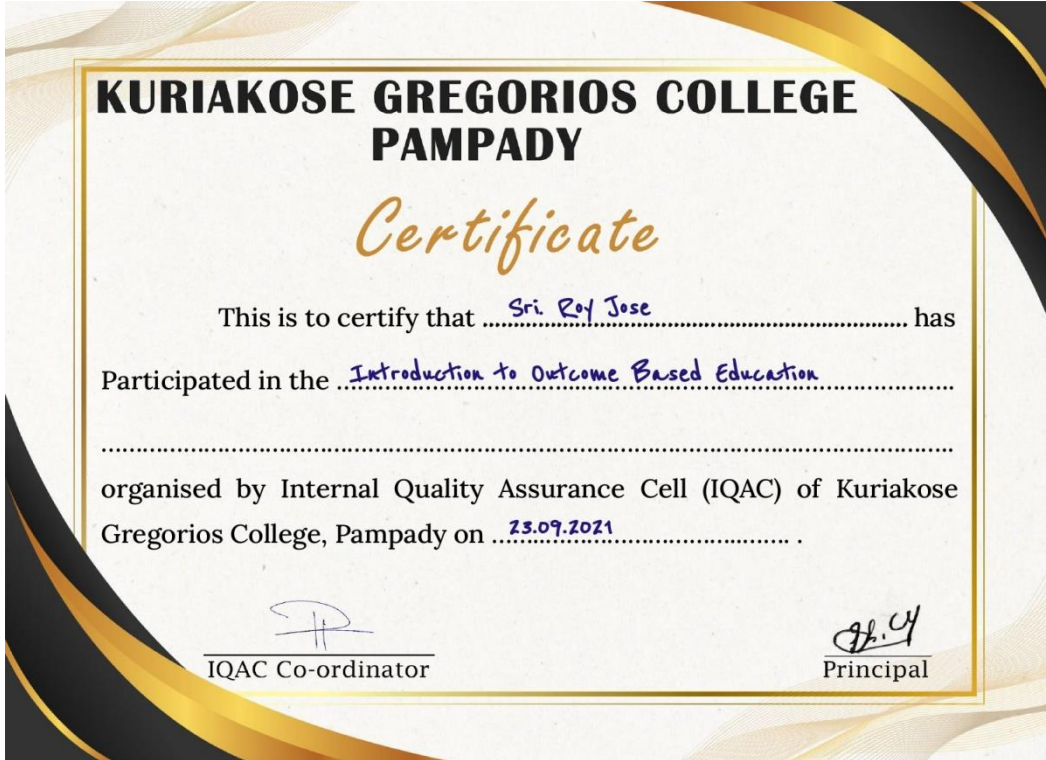 KURIAKOSE GREGORIOS COLLEGE
PAMPADY
Certificate
This is to certify that Sri. Roy Jose has
Participated in the Introduction to Outcome Based Education
organised by Internal Quality Assurance Cell (IQAC) of Kuriakose
Gregorios College, Pampady on 23.09.2021 .
IQAC Co-ordinator Principal